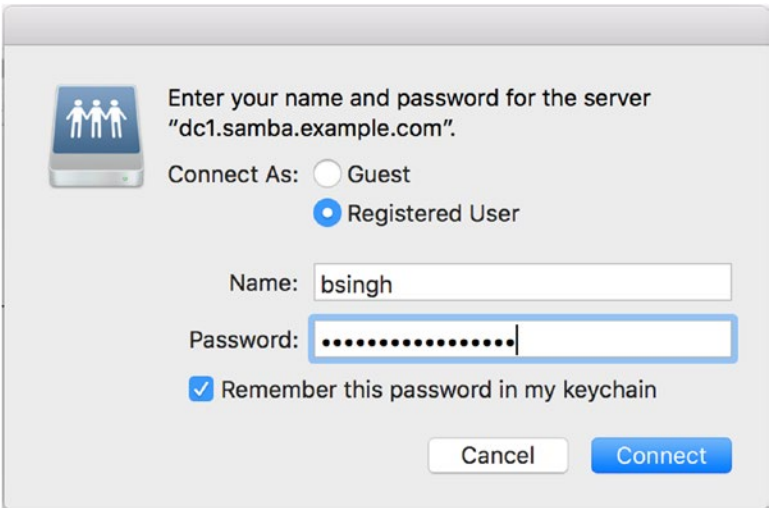 Enter your name and password for the server
“dc1.samba.example.com”.
Connect As: Guest
Registered User
Name: bsingh
Password: •••••••••••••••••
Remember this password in my keychain
Cancel Connect